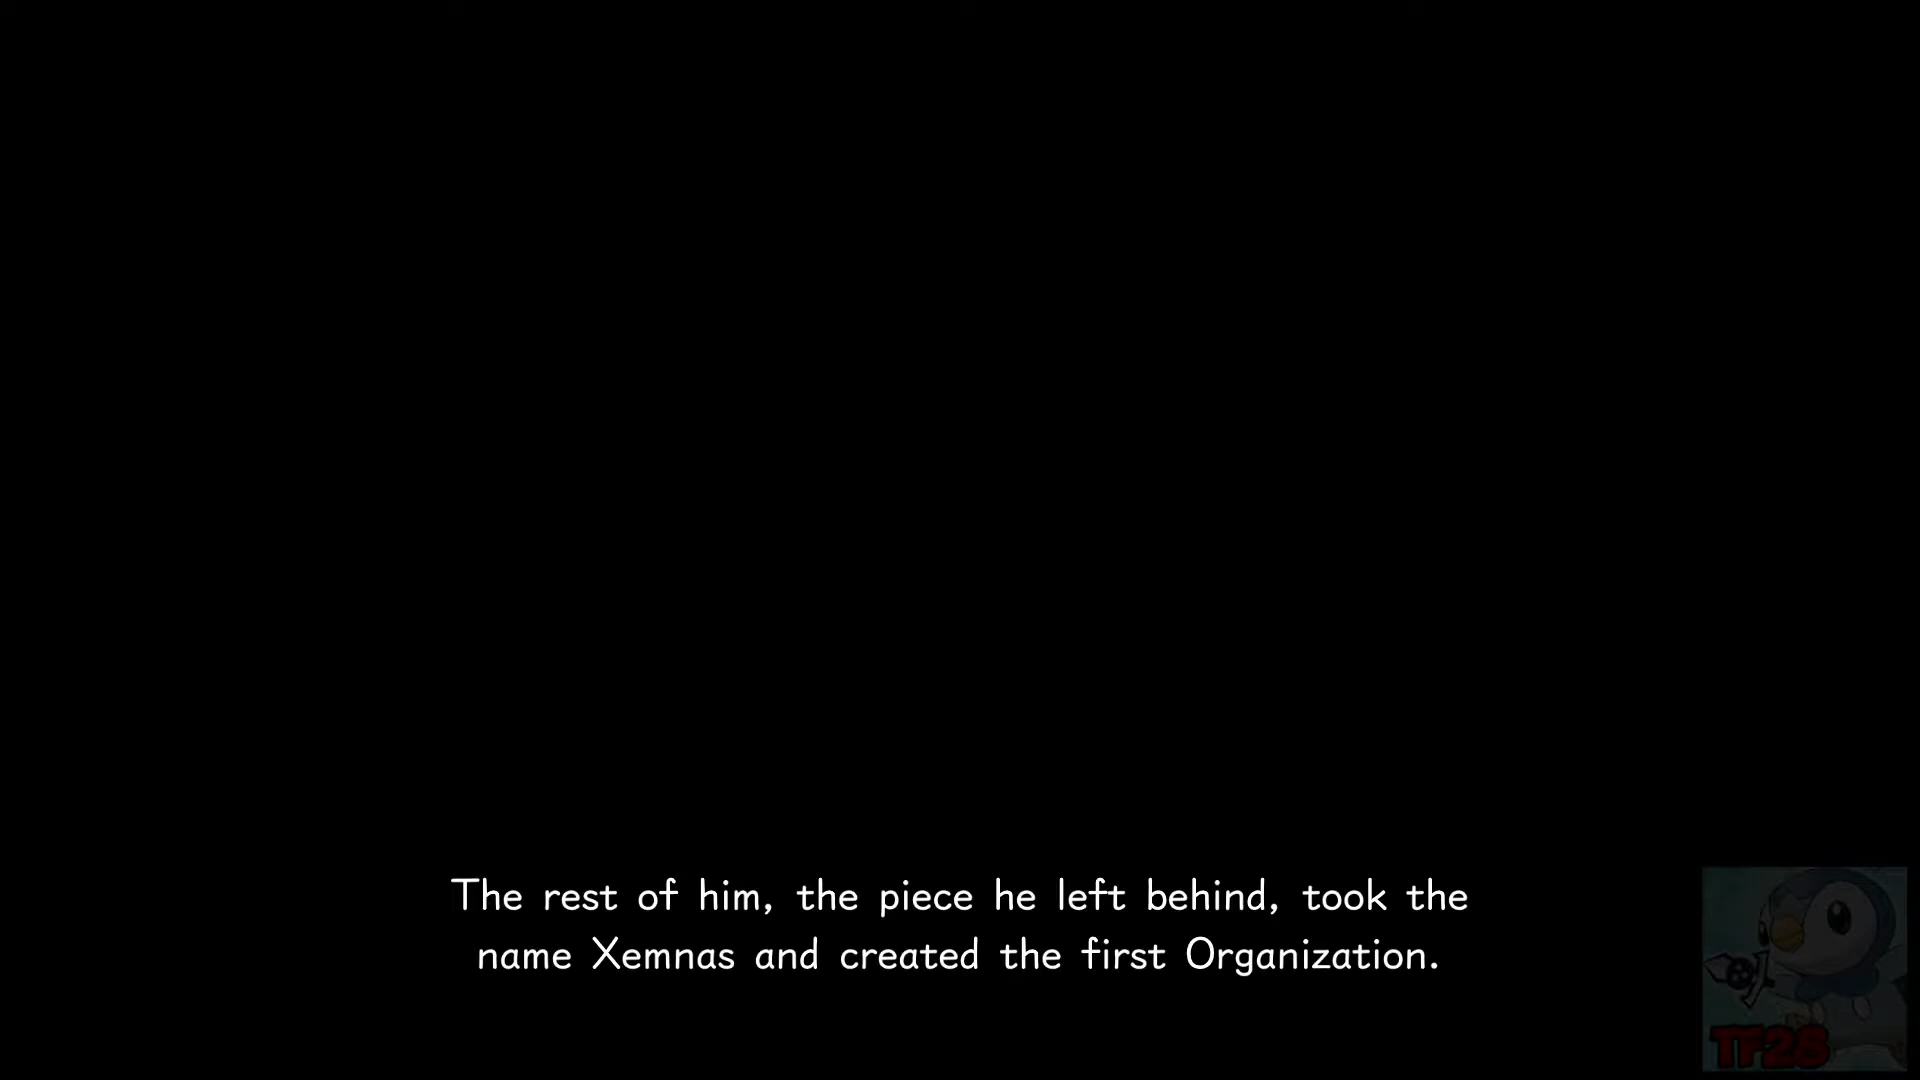 The rest of him, the piece he left behind, took the
name Xemnas and created the first Organization.
TF28